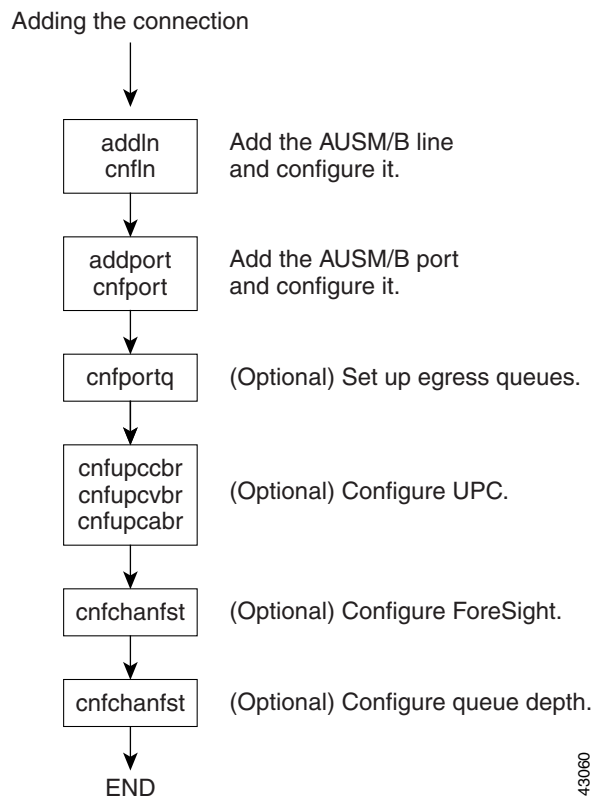 Adding the connection
addln
cnfln
Add the AUSM/B line
and configure it.
addport
cnfport
Add the AUSM/B port
and configure it.
cnfportq
(Optional) Set up egress queues.
cnfupccbr
cnfupcvbr
cnfupcabr
(Optional) Configure UPC.
cnfchanfst
(Optional) Configure ForeSight.
cnfchanfst
(Optional) Configure queue depth.
END
43060